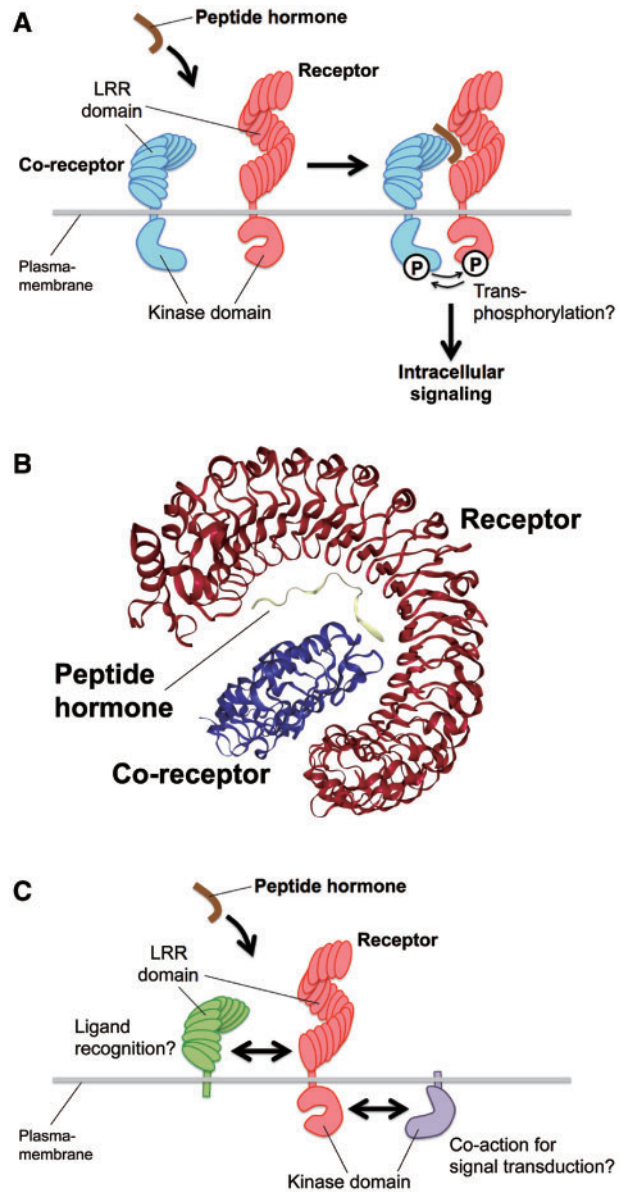 A
Peptide hormone
Receptor
LRR
domain
Co-receptor
Plasma-
membrane
Kinase domain
P
P
Trans-
phosphorylation?
Intracellular
signaling
B
Receptor
Peptide
hormone
Co-receptor
C
Peptide hormone
Receptor
LRR
domain
Ligand
recognition?
Plasma-
membrane
Kinase domain
Co-action for
signal transduction?